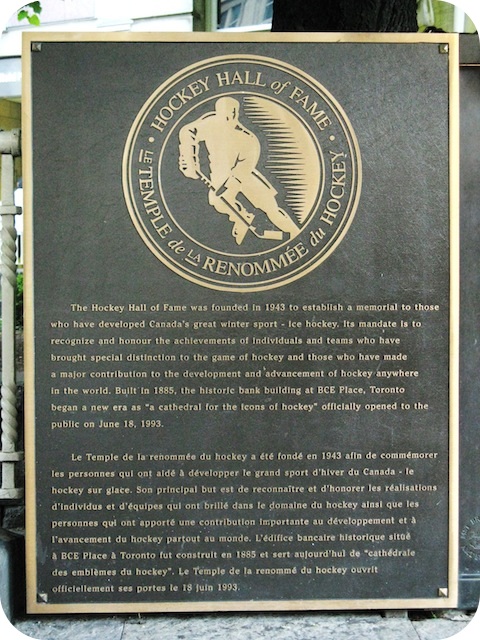 HOCKEY HALL of FAME
LE TEMPLE de LA RENOMMÉE du HOCKEY
The Hockey Hall of Fame was founded in 1943 to establish a memorial to those
who have developed Canada's great winter sport - ice hockey. Its mandate is to
recognize and honour the achievements of individuals and teams who have
brought special distinction to the game of hockey and those who have made
a major contribution to the development and advancement of hockey anywhere
in the world. Built in 1885, the historic bank building at BCE Place, Toronto
began a new era as "a cathedral for the icons of hockey" officially opened to the
public on June 18, 1993.
Le Temple de la renommée du hockey a été fondé en 1943 afin de commémorer
les personnes qui ont aidé à développer le grand sport d'hiver du Canada - le
hockey sur glace. Son principal but est de reconnaître et d'honorer les réalisations
d'individus et d'équipes qui ont brillé dans le domaine du hockey ainsi que les
personnes qui ont apporté une contribution importante au développement et à
l'avancement du hockey partout au monde. L'édifice bancaire historique situé
à BCE Place à Toronto fut construit en 1885 et sert aujourd'hui de "cathédrale
des emblèmes du hockey". Le Temple de la renommé du hockey ouvrit
officiellement ses portes le 18 juin 1993.